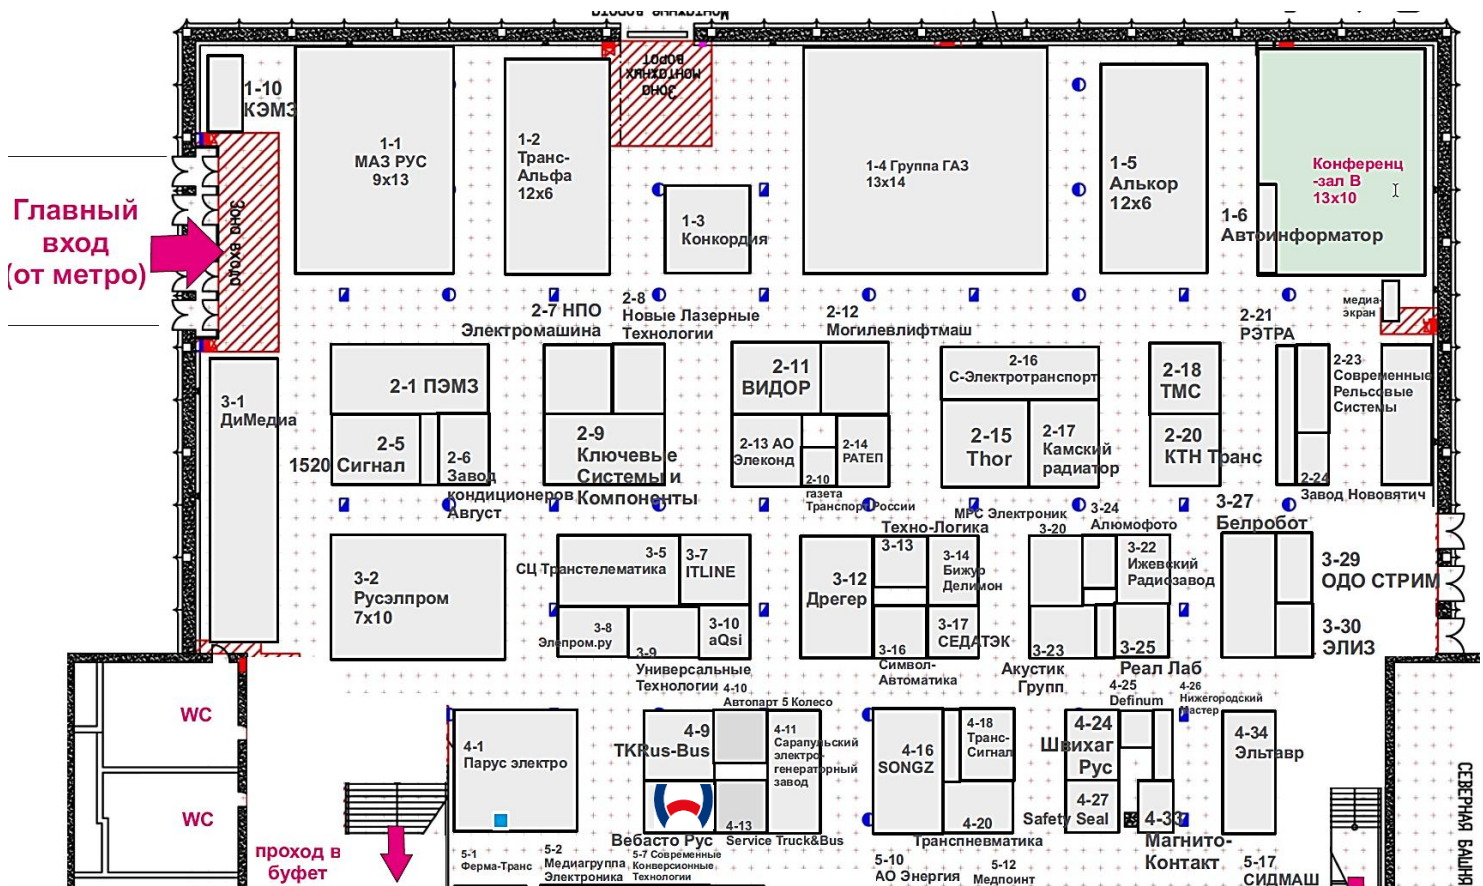 Монтажные ворота
Зона
монтажных
ворот
1-10
КЭМЗ
1-1
МАЗ РУС
9x13
1-2
Транс-
Альфа
12x6
1-3
Конкордия
1-4 Группа ГАЗ
13x14
1-5
Алькор
12x6
Конференц
-зал В
13x10
1-6
Автоинформатор
Главный
вход
(от метро)
Зона входа
медиа-
экран
2-7 НПО
Электромашина
2-8
Новые Лазерные
Технологии
2-12
Могилевлифтмаш
2-21
РЭТРА
2-1 ПЭМЗ
2-5
1520 Сигнал
2-6
Завод
кондиционеров
Август
2-9
Ключевые
Системы и
Компоненты
2-11
ВИДОР
2-13 АО
Элеконд
2-14
РАТЕП
2-10
газета
Транспорт России
2-16
С-Электротранспорт
2-15
Thor
2-17
Камский
радиатор
2-18
ТМС
2-20
КТН Транс
2-23
Современные
Рельсовые
Системы
2-24
Завод Нововятич
3-1
ДиМедиа
3-2
Русэлпром
7x10
3-5
СЦ Транстелематика
3-7
ITLINE
3-8
Элепром.ру
3-9
Универсальные
Технологии
3-10
aQsi
Техно-Логика
3-13
3-12
Дрегер
3-14
Бижур
Делимон
3-16
Символ-
Автоматика
3-17
СЕДАТЭК
МРС Электроник
3-20
3-24
Алюмофото
3-22
Ижевский
Радиозавод
3-23
Акустик
Групп
3-25
Реал Лаб
3-27
Белробот
3-29
ОДО СТРИМ
3-30
ЭЛИЗ
WC
WC
проход в
буфет
4-1
Парус электро
4-9
TKRus-Bus
4-10
Автопарт 5 Колесо
4-11
Сарапульский
электро-
генераторный
завод
Вебасто Рус
4-13
Service Truck&Bus
4-16
SONGZ
4-18
Транс-
Сигнал
4-20
Транспневматика
4-24
Швихаг
Рус
4-25
Definum
4-26
Нижегородский
Мастер
4-27
Safety Seal
4-33
Магнито-
Контакт
4-34
Эльтавр
5-1
Ферма-Транс
5-2
Медиагруппа
Электроника
5-7 Современные
Конверсионные
Технологии
5-10
АО Энергия
5-12
Медпоинт
5-17
СИДМАШ
СЕВЕРНАЯ БАШНЯ